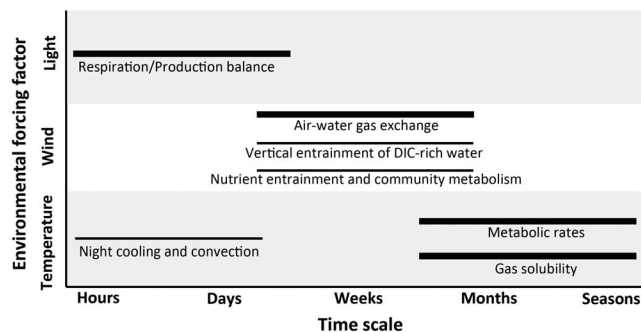 Environmental forcing factor
Light
Respiration/Production balance
Wind
Air-water gas exchange
Vertical entrainment of DIC-rich water
Nutrient entrainment and community metabolism
Temperature
Night cooling and convection
Metabolic rates
Gas solubility
Hours Days Weeks Months Seasons
Time scale